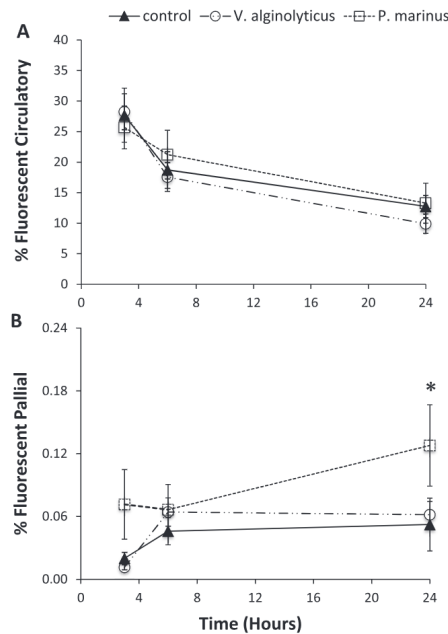 control V. alginolyticus P. marinus
A
% Fluorescent Circulatory
40
35
30
25
20
15
10
5
0
0 4 8 12 16 20 24
B
% Fluorescent Pallial
0.24
0.18
0.12
0.06
0.00
*
0 4 8 12 16 20 24
Time (Hours)